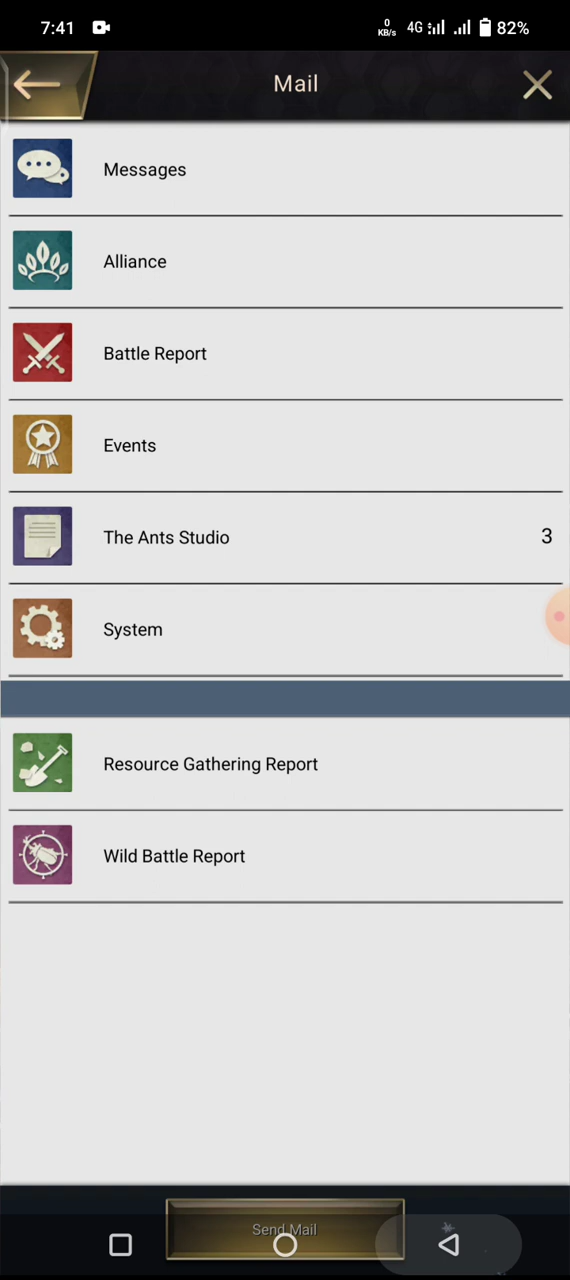 7:41
0
KB/s
4G
82%
Mail
Messages
Alliance
Battle Report
Events
The Ants Studio
3
System
Resource Gathering Report
Wild Battle Report
Send Mail